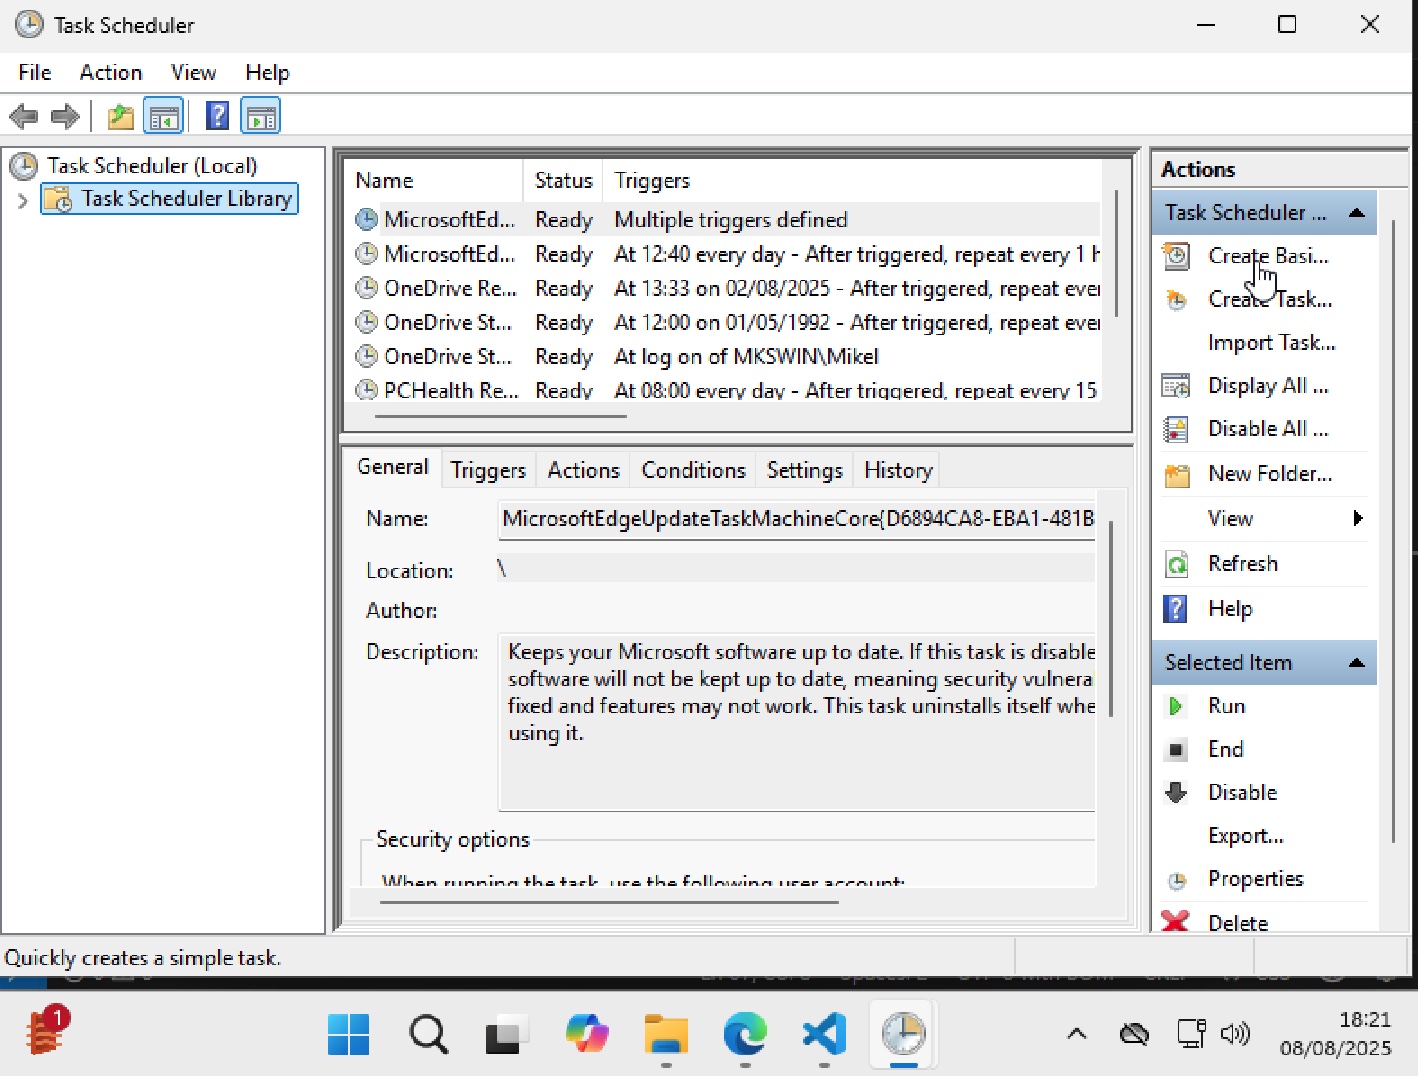 Task Scheduler
File Action View Help
Task Scheduler (Local)
Task Scheduler Library
Name Status Triggers
MicrosoftEd... Ready Multiple triggers defined
MicrosoftEd... Ready At 12:40 every day - After triggered, repeat every 1 h
OneDrive Re... Ready At 13:33 on 02/08/2025 - After triggered, repeat ever
OneDrive St... Ready At 12:00 on 01/05/1992 - After triggered, repeat ever
OneDrive St... Ready At log on of MKSWIN\Mikel
PCHealth Re... Ready At 08:00 every day - After triggered, repeat every 15
General Triggers Actions Conditions Settings History
Name: MicrosoftEdgeUpdateTaskMachineCore{D6894CA8-EBA1-481B
Location: \
Author:
Description: Keeps your Microsoft software up to date. If this task is disable
software will not be kept up to date, meaning security vulnera
fixed and features may not work. This task uninstalls itself whe
using it.
Security options
When running the task, use the following user account:
Actions
Task Scheduler ...
Create Basi...
Create Task...
Import Task...
Display All ...
Disable All ...
New Folder...
View
Refresh
Help
Selected Item
Run
End
Disable
Export...
Properties
Delete
Quickly creates a simple task.
1
18:21
08/08/2025